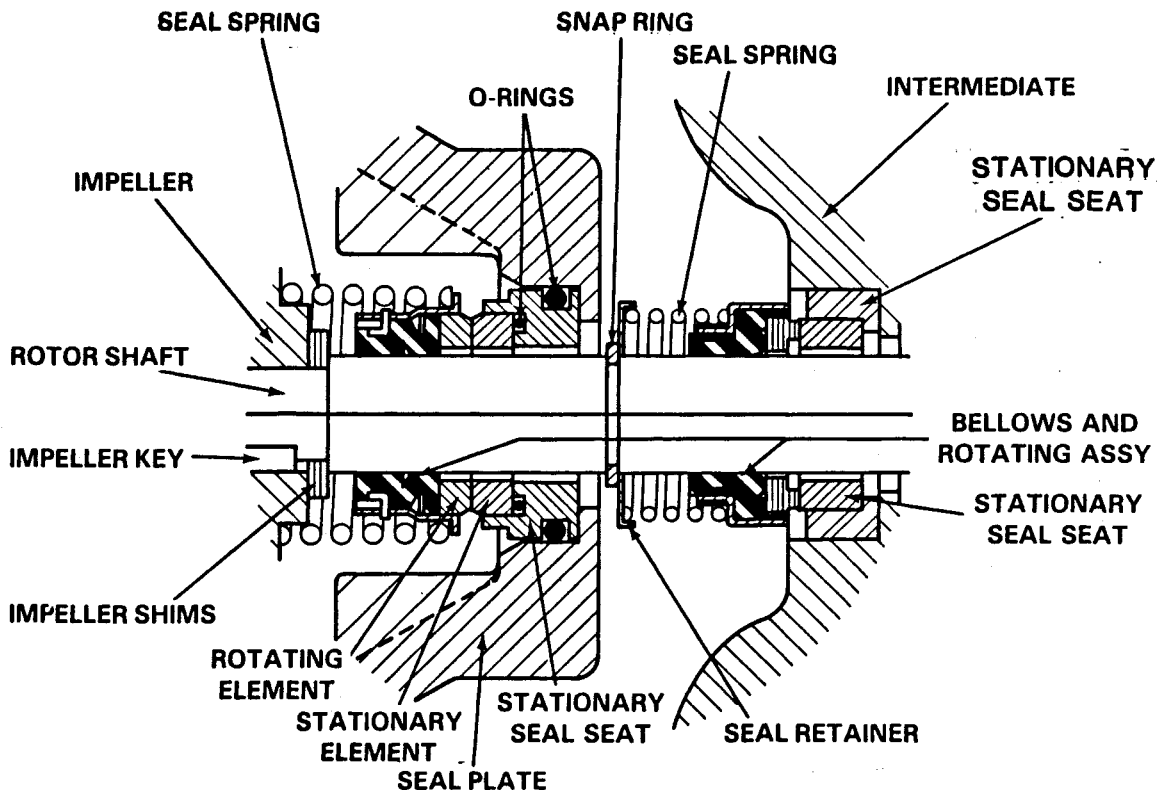 SEAL SPRING
SNAP RING
SEAL SPRING
O-RINGS
INTERMEDIATE
STATIONARY
SEAL SEAT
IMPELLER
ROTOR SHAFT
BELLOWS AND
ROTATING ASSY
IMPELLER KEY
STATIONARY
SEAL SEAT
IMPELLER SHIMS
ROTATING
ELEMENT
STATIONARY
ELEMENT
STATIONARY
SEAL SEAT
SEAL RETAINER
SEAL PLATE